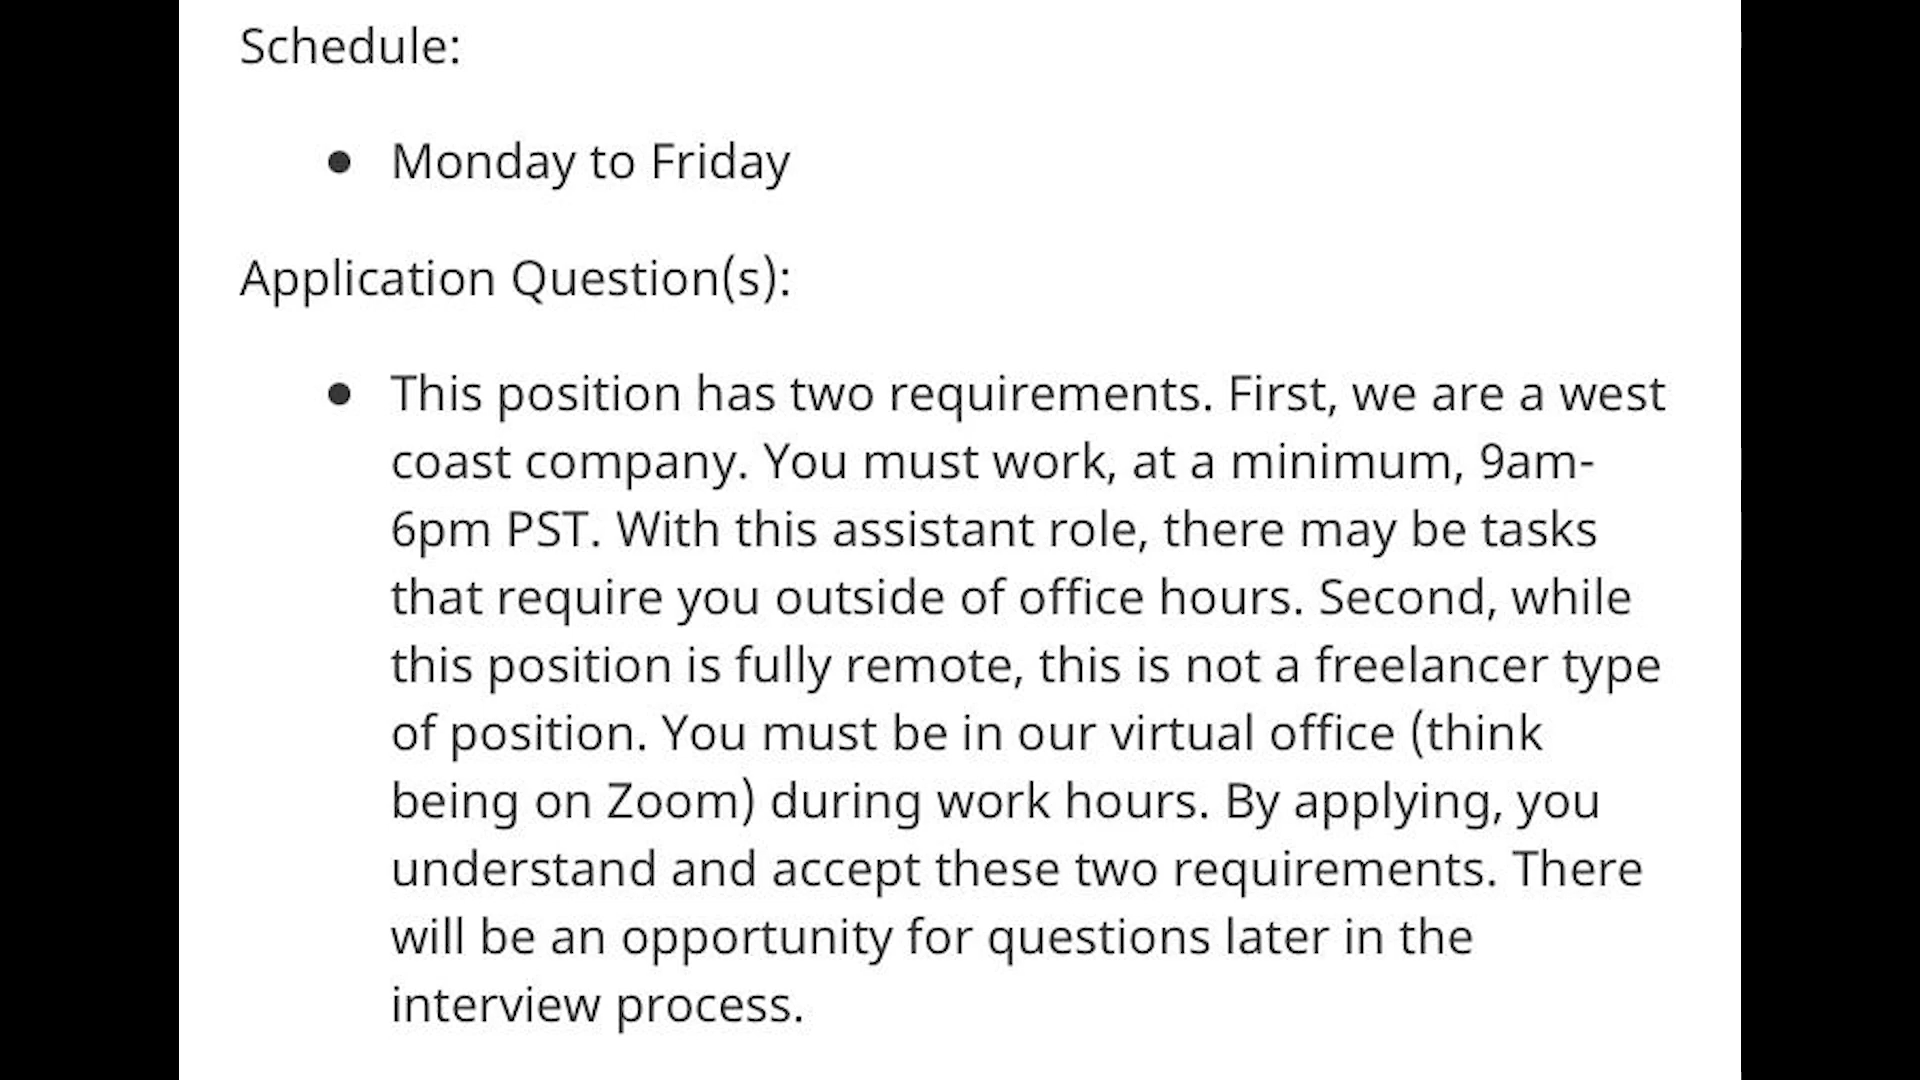 Schedule:
● Monday to Friday
Application Question(s):
● This position has two requirements. First, we are a west
coast company. You must work, at a minimum, 9am-
6pm PST. With this assistant role, there may be tasks
that require you outside of office hours. Second, while
this position is fully remote, this is not a freelancer type
of position. You must be in our virtual office (think
being on Zoom) during work hours. By applying, you
understand and accept these two requirements. There
will be an opportunity for questions later in the
interview process.